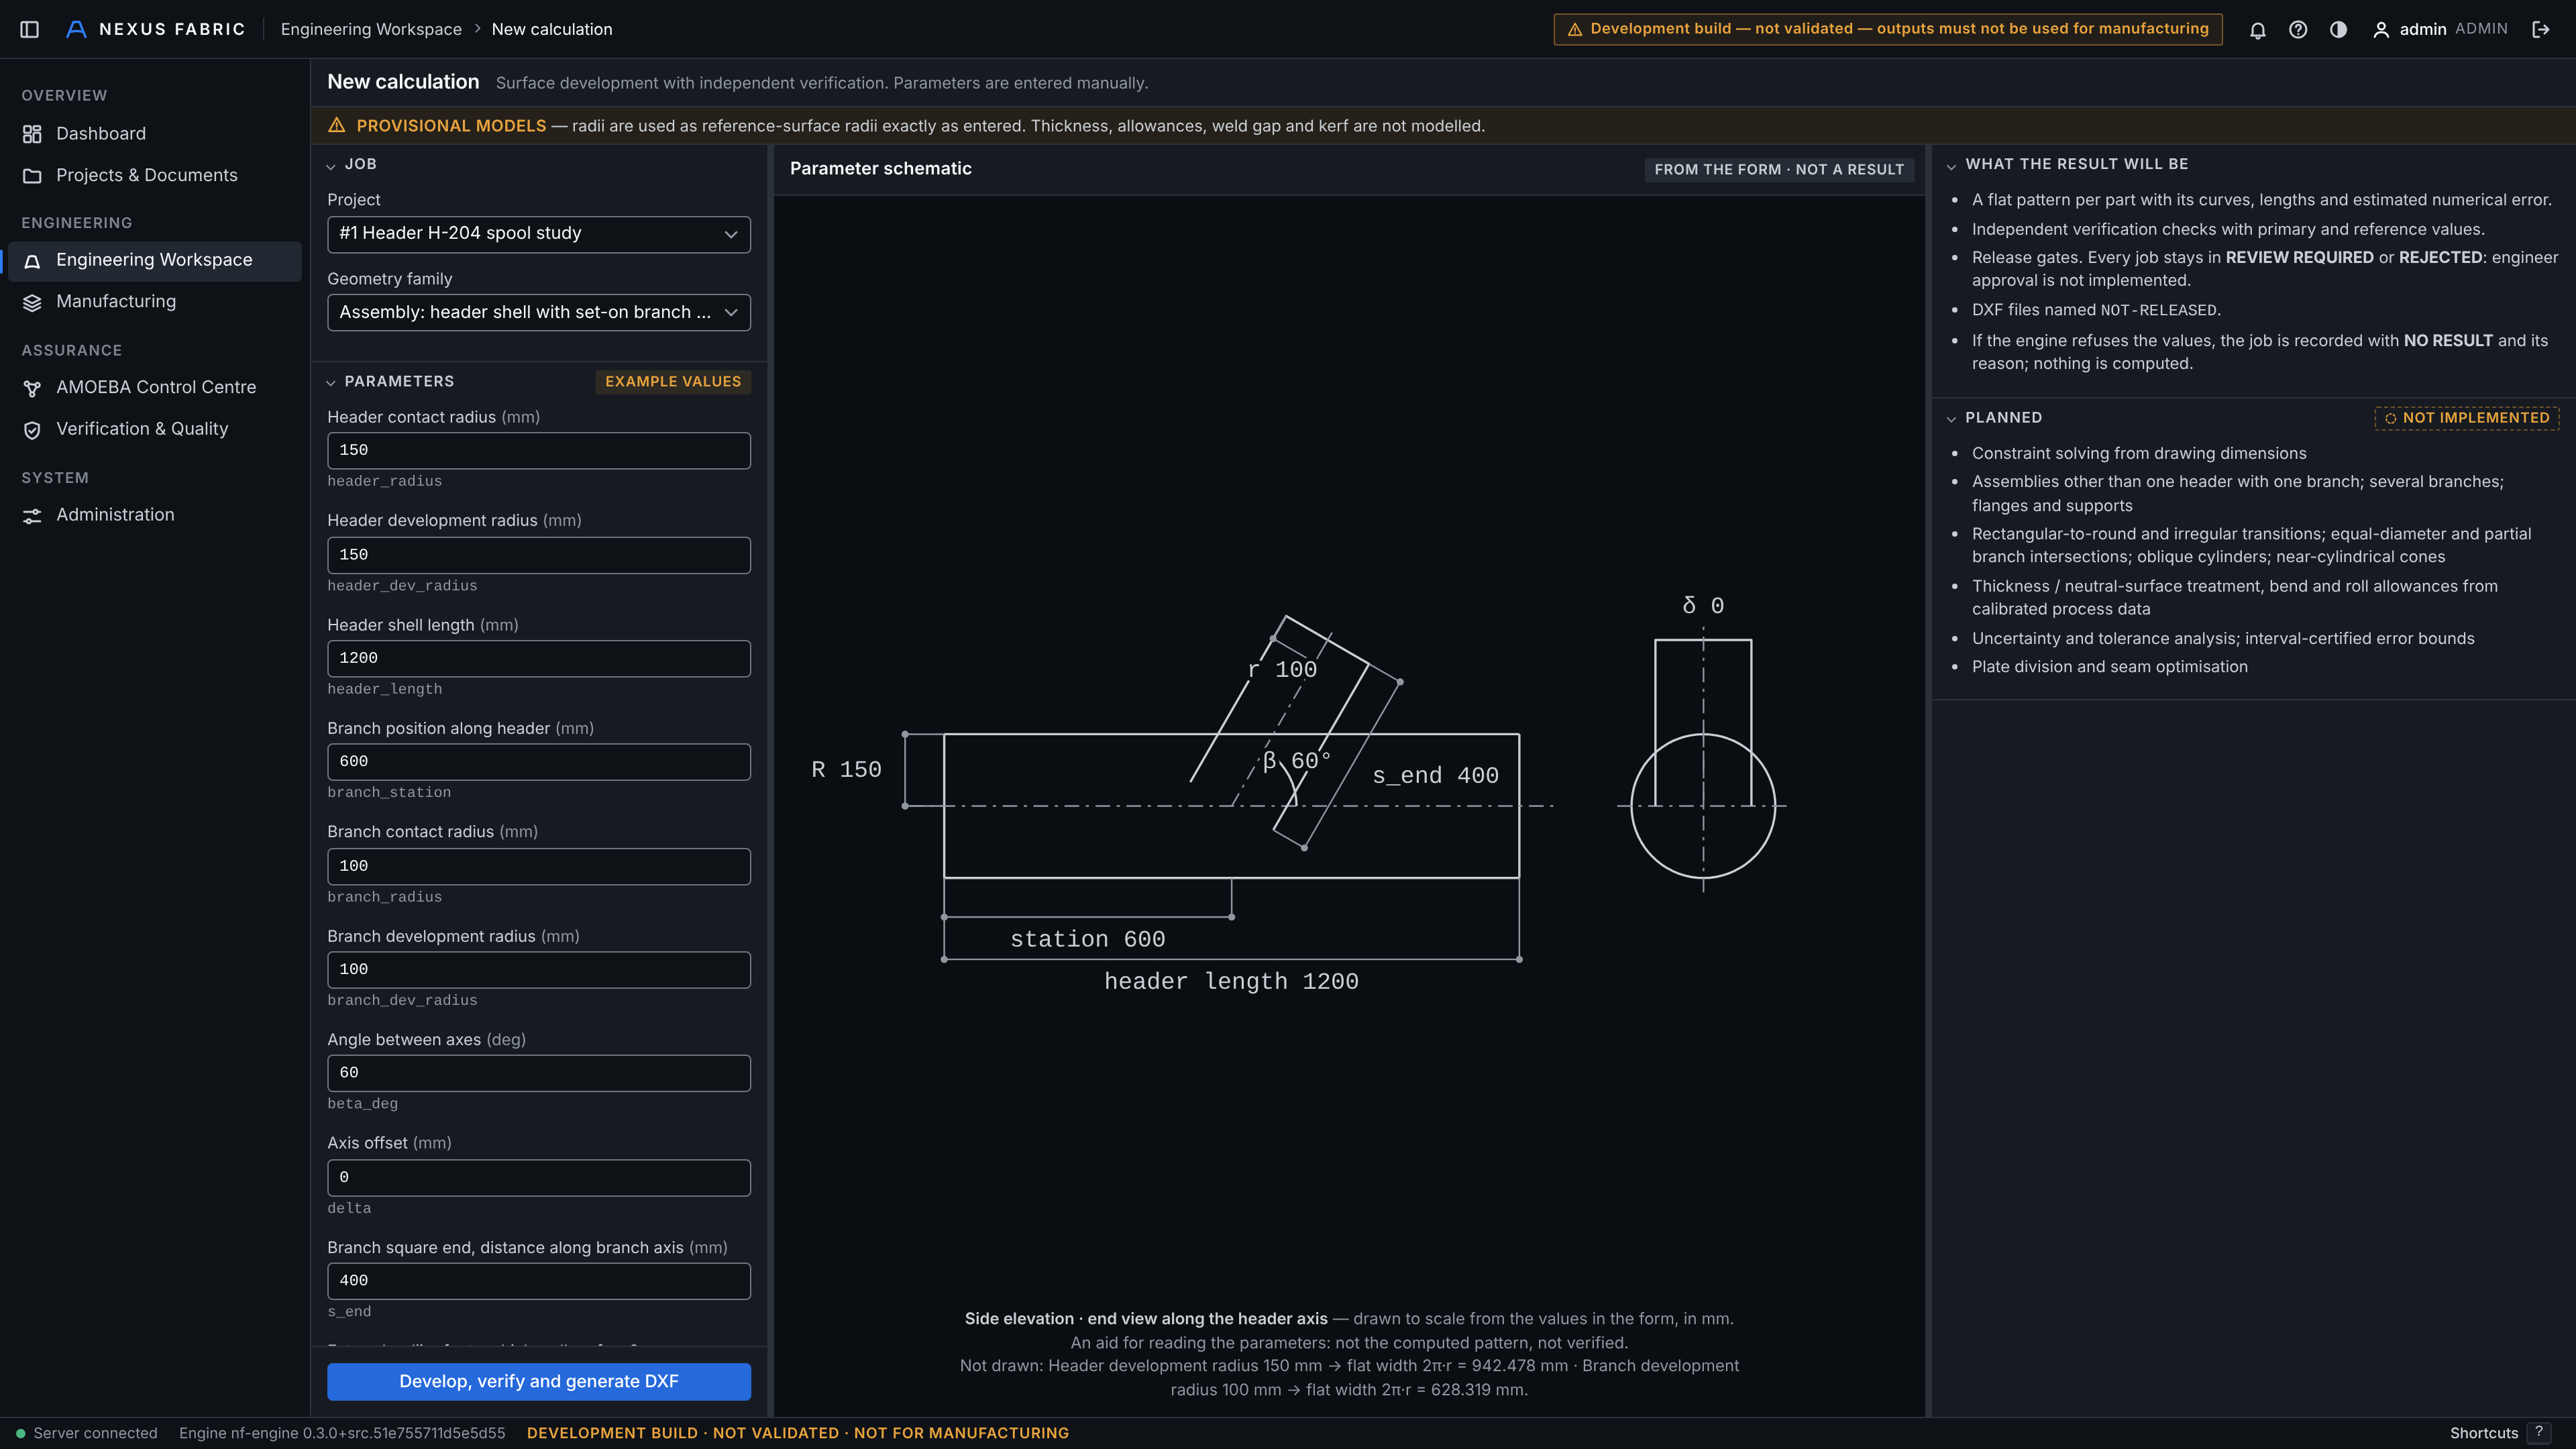 NEXUS FABRIC
Engineering Workspace > New calculation
Development build — not validated — outputs must not be used for manufacturing
admin ADMIN
OVERVIEW
Dashboard
Projects & Documents
ENGINEERING
Engineering Workspace
Manufacturing
ASSURANCE
AMOEBA Control Centre
Verification & Quality
SYSTEM
Administration
New calculation Surface development with independent verification. Parameters are entered manually.
PROVISIONAL MODELS — radii are used as reference-surface radii exactly as entered. Thickness, allowances, weld gap and kerf are not modelled.
JOB
Project
#1 Header H-204 spool study
Geometry family
Assembly: header shell with set-on branch ...
PARAMETERS
EXAMPLE VALUES
Header contact radius (mm)
150
header_radius
Header development radius (mm)
150
header_dev_radius
Header shell length (mm)
1200
header_length
Branch position along header (mm)
600
branch_station
Branch contact radius (mm)
100
branch_radius
Branch development radius (mm)
100
branch_dev_radius
Angle between axes (deg)
60
beta_deg
Axis offset (mm)
0
delta
Branch square end, distance along branch axis (mm)
400
s_end
Develop, verify and generate DXF
Parameter schematic
FROM THE FORM · NOT A RESULT
δ 0
r 100
R 150
β 60°
s_end 400
station 600
header length 1200
Side elevation · end view along the header axis — drawn to scale from the values in the form, in mm.
An aid for reading the parameters: not the computed pattern, not verified.
Not drawn: Header development radius 150 mm → flat width 2π·r = 942.478 mm · Branch development
radius 100 mm → flat width 2π·r = 628.319 mm.
WHAT THE RESULT WILL BE
• A flat pattern per part with its curves, lengths and estimated numerical error.
• Independent verification checks with primary and reference values.
• Release gates. Every job stays in REVIEW REQUIRED or REJECTED: engineer
approval is not implemented.
• DXF files named NOT-RELEASED.
• If the engine refuses the values, the job is recorded with NO RESULT and its
reason; nothing is computed.
PLANNED
NOT IMPLEMENTED
• Constraint solving from drawing dimensions
• Assemblies other than one header with one branch; several branches;
flanges and supports
• Rectangular-to-round and irregular transitions; equal-diameter and partial
branch intersections; oblique cylinders; near-cylindrical cones
• Thickness / neutral-surface treatment, bend and roll allowances from
calibrated process data
• Uncertainty and tolerance analysis; interval-certified error bounds
• Plate division and seam optimisation
Server connected
Engine nf-engine 0.3.0+src.51e755711d5e5d55
DEVELOPMENT BUILD · NOT VALIDATED · NOT FOR MANUFACTURING
Shortcuts ?